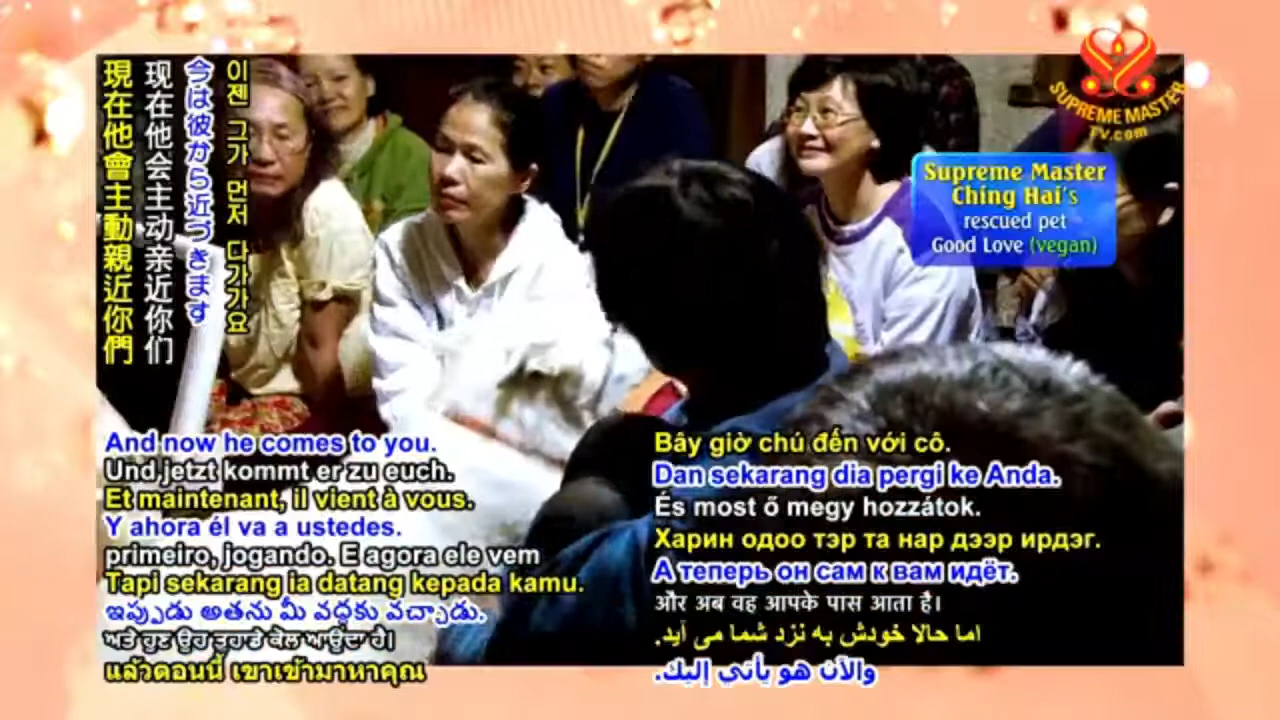 現在他會主動親近你們
现在他会主动亲近你们
今は彼から近づきます
이젠 그가 먼저 다가가요
SUPREME MASTER
TV.com
Supreme Master
Ching Hai's
rescued pet
Good Love (vegan)
And now he comes to you.
Und jetzt kommt er zu euch.
Et maintenant, il vient à vous.
Y ahora él va a ustedes.
primeiro, jogando. E agora ele vem
Tapi sekarang ia datang kepada kamu.
ఇప్పుడు అతను మీ వద్దకు వచ్చాడు.
ਅਤੇ ਹੁਣ ਉਹ ਤੁਹਾਡੇ ਕੋਲ ਆਉਂਦਾ ਹੈ।
แล้วตอนนี้ เขาเข้ามาหาคุณ
Bây giờ chú đến với cô.
Dan sekarang dia pergi ke Anda.
És most ő megy hozzátok.
Харин одоо тэр та нар дээр ирдэг.
А теперь он сам к вам идёт.
और अब वह आपके पास आता है।
اما حالا خودش به نزد شما می آید.
والآن هو يأتي إليك.